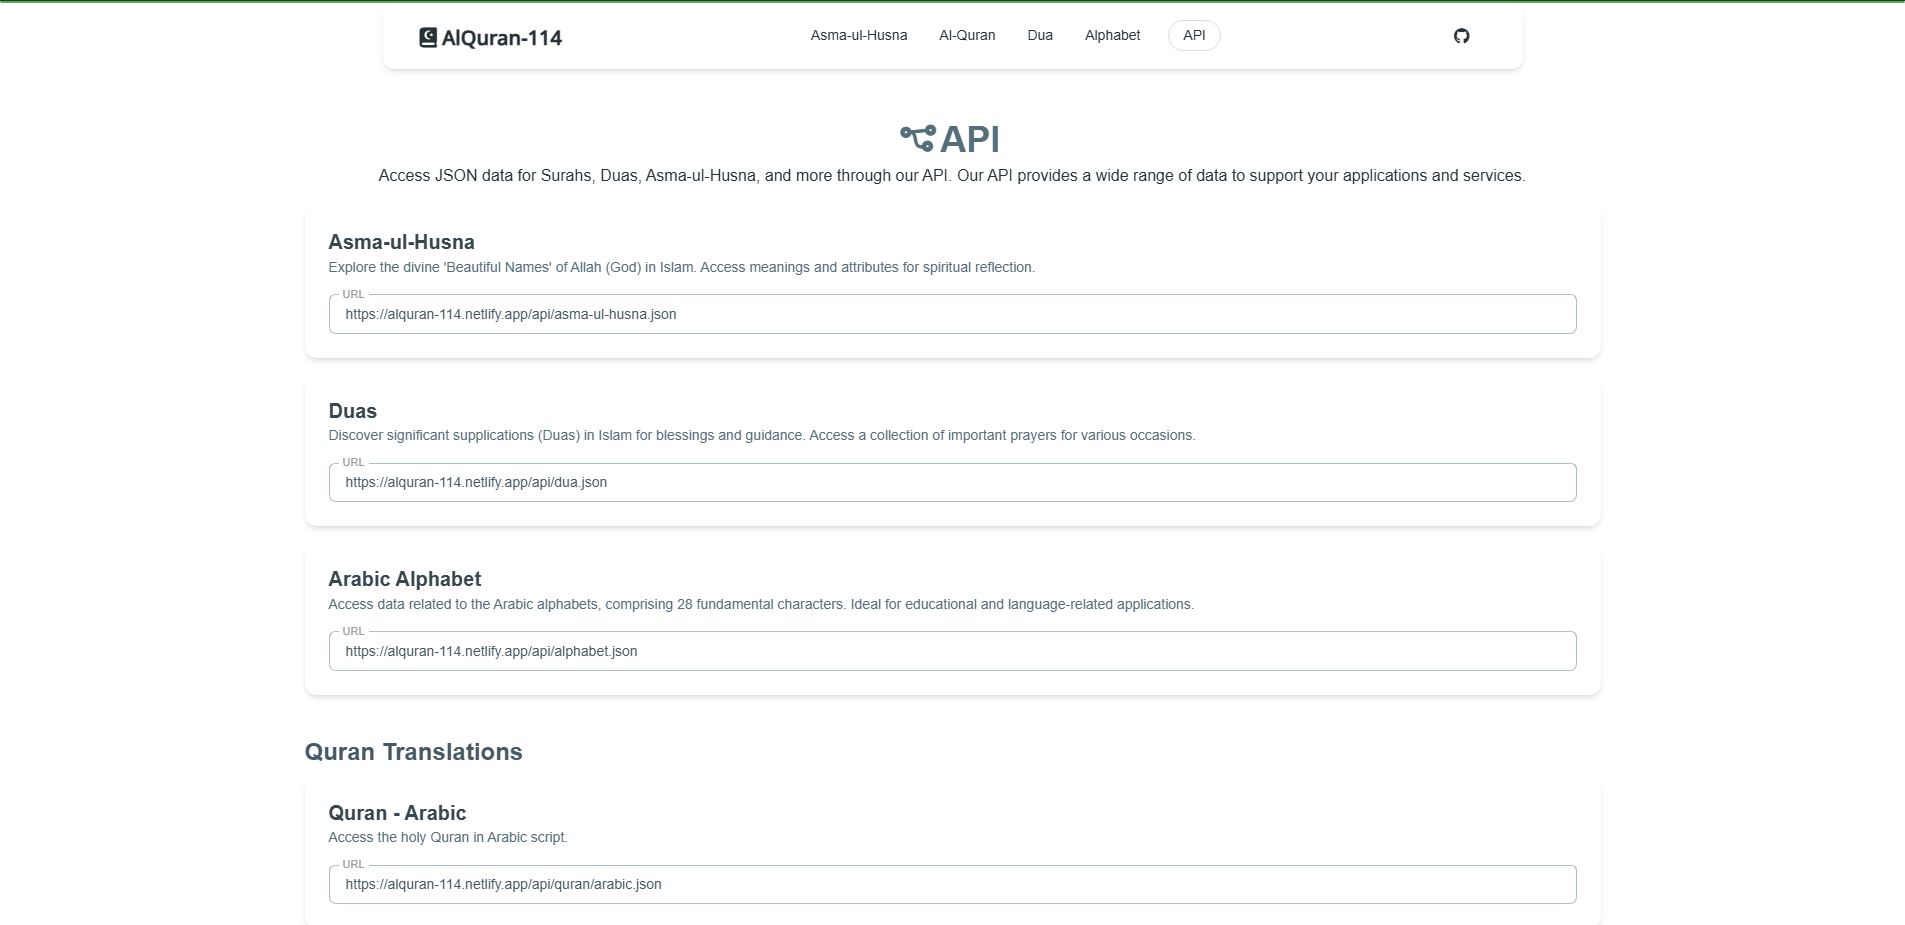 AlQuran-114
Asma-ul-Husna
Al-Quran
Dua
Alphabet
API
API
Access JSON data for Surahs, Duas, Asma-ul-Husna, and more through our API. Our API provides a wide range of data to support your applications and services.
Asma-ul-Husna
Explore the divine 'Beautiful Names' of Allah (God) in Islam. Access meanings and attributes for spiritual reflection.
URL
https://alquran-114.netlify.app/api/asma-ul-husna.json
Duas
Discover significant supplications (Duas) in Islam for blessings and guidance. Access a collection of important prayers for various occasions.
URL
https://alquran-114.netlify.app/api/dua.json
Arabic Alphabet
Access data related to the Arabic alphabets, comprising 28 fundamental characters. Ideal for educational and language-related applications.
URL
https://alquran-114.netlify.app/api/alphabet.json
Quran Translations
Quran - Arabic
Access the holy Quran in Arabic script.
URL
https://alquran-114.netlify.app/api/quran/arabic.json